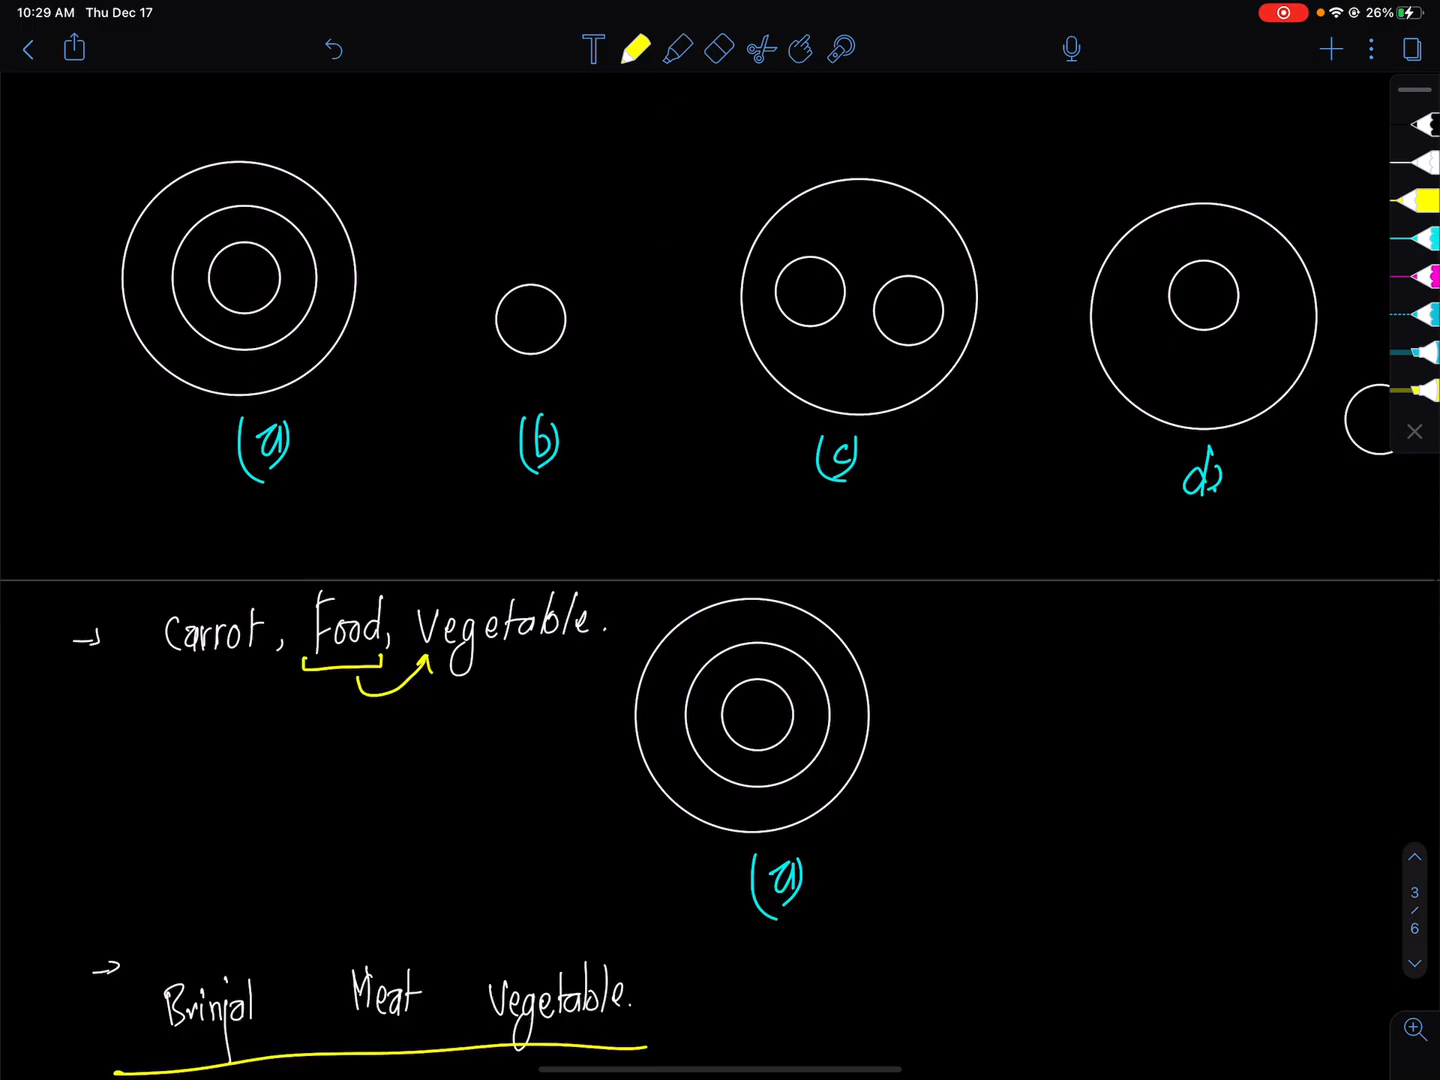 10:29 AM Thu Dec 17
26%
T
(a) (b) (c) d)
→ Carrot, Food, Vegetable.
(a)
3
/
6
→ Brinjal Meat Vegetable.